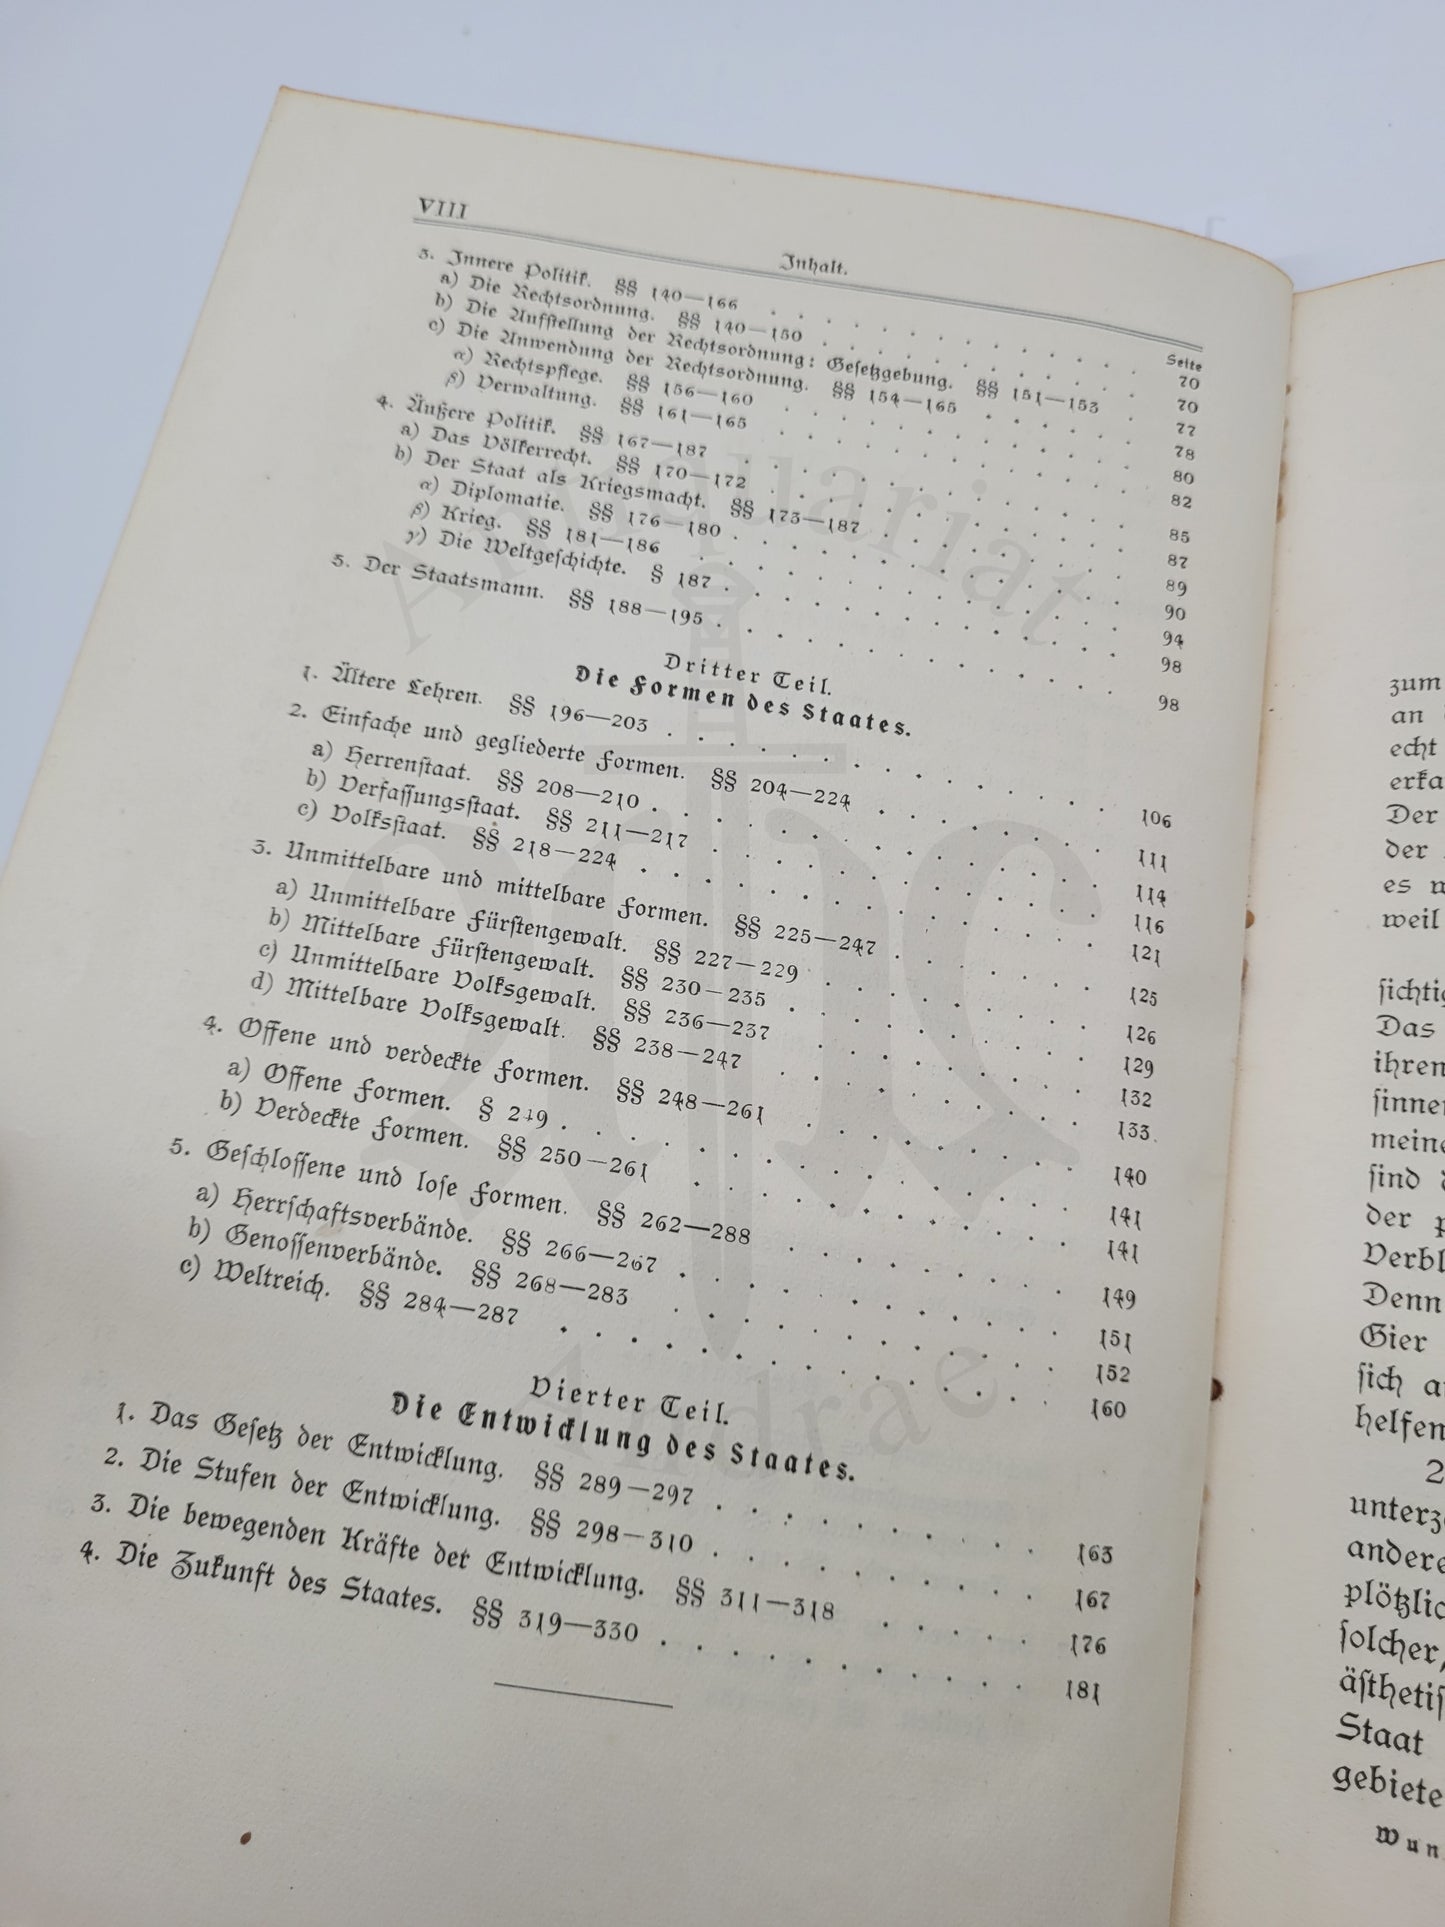 VIII
Inhalt.
Seite
3. Innere Politik. §§ 140—166 . . . . . . . . . . . . 70
a) Die Rechtsordnung. §§ 140—150 . . . . . . . . . . . . 70
b) Die Aufstellung der Rechtsordnung: Gesetzgebung. §§ 151—153 . 77
c) Die Anwendung der Rechtsordnung. §§ 154—165 . . . . . . 78
α) Rechtspflege. §§ 156—160 . . . . . . . . . . . . 80
β) Verwaltung. §§ 161—165 . . . . . . . . . . . . 82
4. Äußere Politik. §§ 167—187 . . . . . . . . . . . . 85
a) Das Völkerrecht. §§ 170—172 . . . . . . . . . . . . 87
b) Der Staat als Kriegsmacht. §§ 173—187 . . . . . . . . . 89
α) Diplomatie. §§ 176—180 . . . . . . . . . . . . 90
β) Krieg. §§ 181—186 . . . . . . . . . . . . 94
γ) Die Weltgeschichte. § 187 . . . . . . . . . . . . 98
5. Der Staatsmann. §§ 188—195 . . . . . . . . . . . . 98
Dritter Teil.
Die Formen des Staates.
1. Ältere Lehren. §§ 196—203 . . . . . . . . . . . . 106
2. Einfache und gegliederte Formen. §§ 204—224 . . . . . . . 111
a) Herrenstaat. §§ 208—210 . . . . . . . . . . . . 114
b) Verfassungsstaat. §§ 211—217 . . . . . . . . . . . . 116
c) Volksstaat. §§ 218—224 . . . . . . . . . . . . 121
3. Unmittelbare und mittelbare Formen. §§ 225—247 . . . . . . 125
a) Unmittelbare Fürstengewalt. §§ 227—229 . . . . . . . . 126
b) Mittelbare Fürstengewalt. §§ 230—235 . . . . . . . . 129
c) Unmittelbare Volksgewalt. §§ 236—237 . . . . . . . . 132
d) Mittelbare Volksgewalt. §§ 238—247 . . . . . . . . 133
4. Offene und verdeckte Formen. §§ 248—261 . . . . . . . . 140
a) Offene Formen. § 249 . . . . . . . . . . . . 141
b) Verdeckte Formen. §§ 250—261 . . . . . . . . . . 141
5. Geschlossene und lose Formen. §§ 262—288 . . . . . . . . 149
a) Herrschaftsverbände. §§ 266—267 . . . . . . . . . . 151
b) Genossenverbände. §§ 268—283 . . . . . . . . . . 152
c) Weltreich. §§ 284—287 . . . . . . . . . . . . 160
Vierter Teil.
Die Entwicklung des Staates.
1. Das Gesetz der Entwicklung. §§ 289—297 . . . . . . . . 163
2. Die Stufen der Entwicklung. §§ 298—310 . . . . . . . . 167
3. Die bewegenden Kräfte der Entwicklung. §§ 311—318 . . . . . 176
4. Die Zukunft des Staates. §§ 319—330 . . . . . . . . . . 181
Antiquariat
Andrae
zum
an
echt
erka
Der
der
es
weil
sichtig
Das
ihren
sinner
meine
sind
der
Verbl
Denn
Gier
sich
helfen
2
unterz
andere
plötzlic
solcher,
ästhetis
Staat
gebiete
Wun